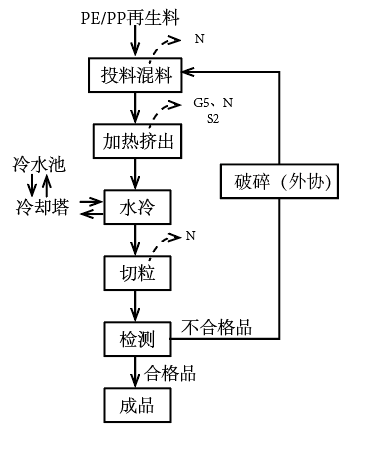 PE/PP再生料
N
投料混料
G5、N
S2
加热挤出
冷水池
破碎（外协）
冷却塔
水冷
N
切粒
不合格品
检测
合格品
成品